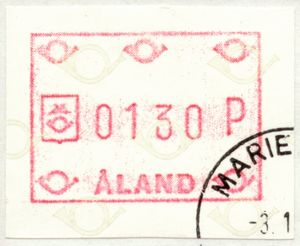 0130 P
ÅLAND
MARIE
-3.1